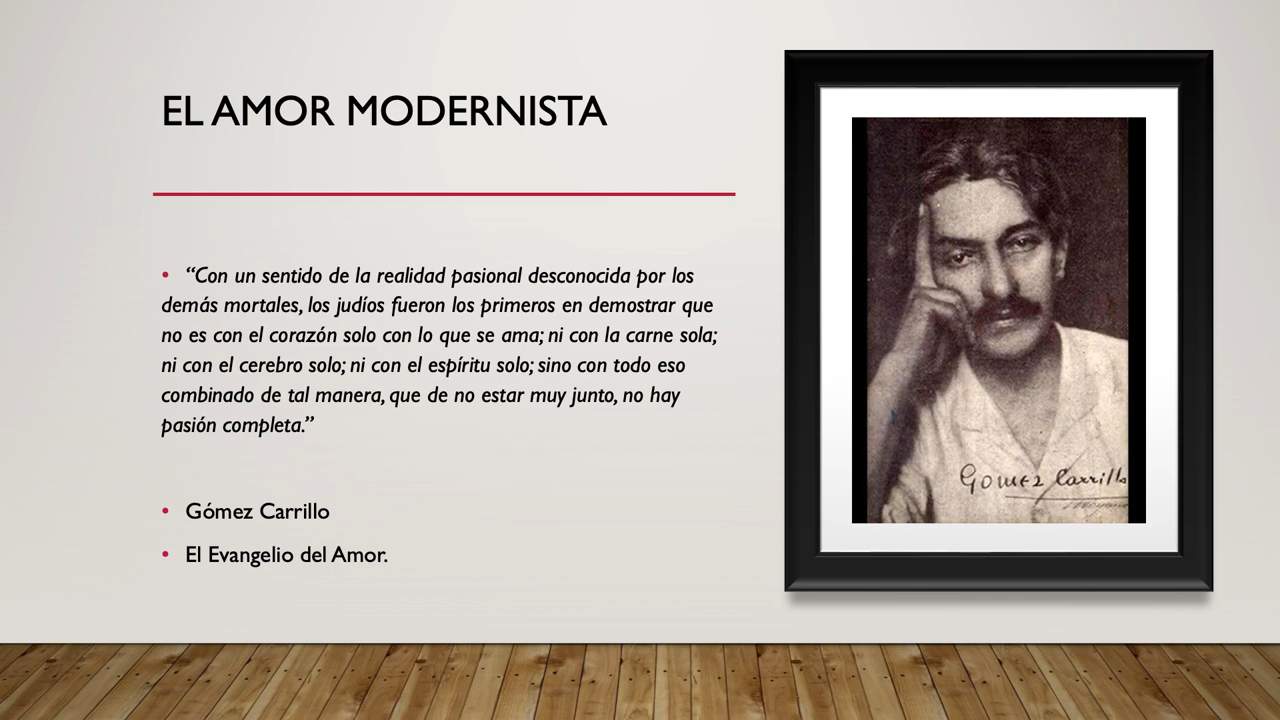 EL AMOR MODERNISTA
• “Con un sentido de la realidad pasional desconocida por los
demás mortales, los judíos fueron los primeros en demostrar que
no es con el corazón solo con lo que se ama; ni con la carne sola;
ni con el cerebro solo; ni con el espíritu solo; sino con todo eso
combinado de tal manera, que de no estar muy junto, no hay
pasión completa.”
• Gómez Carrillo
• El Evangelio del Amor.
Gomez Carrillo